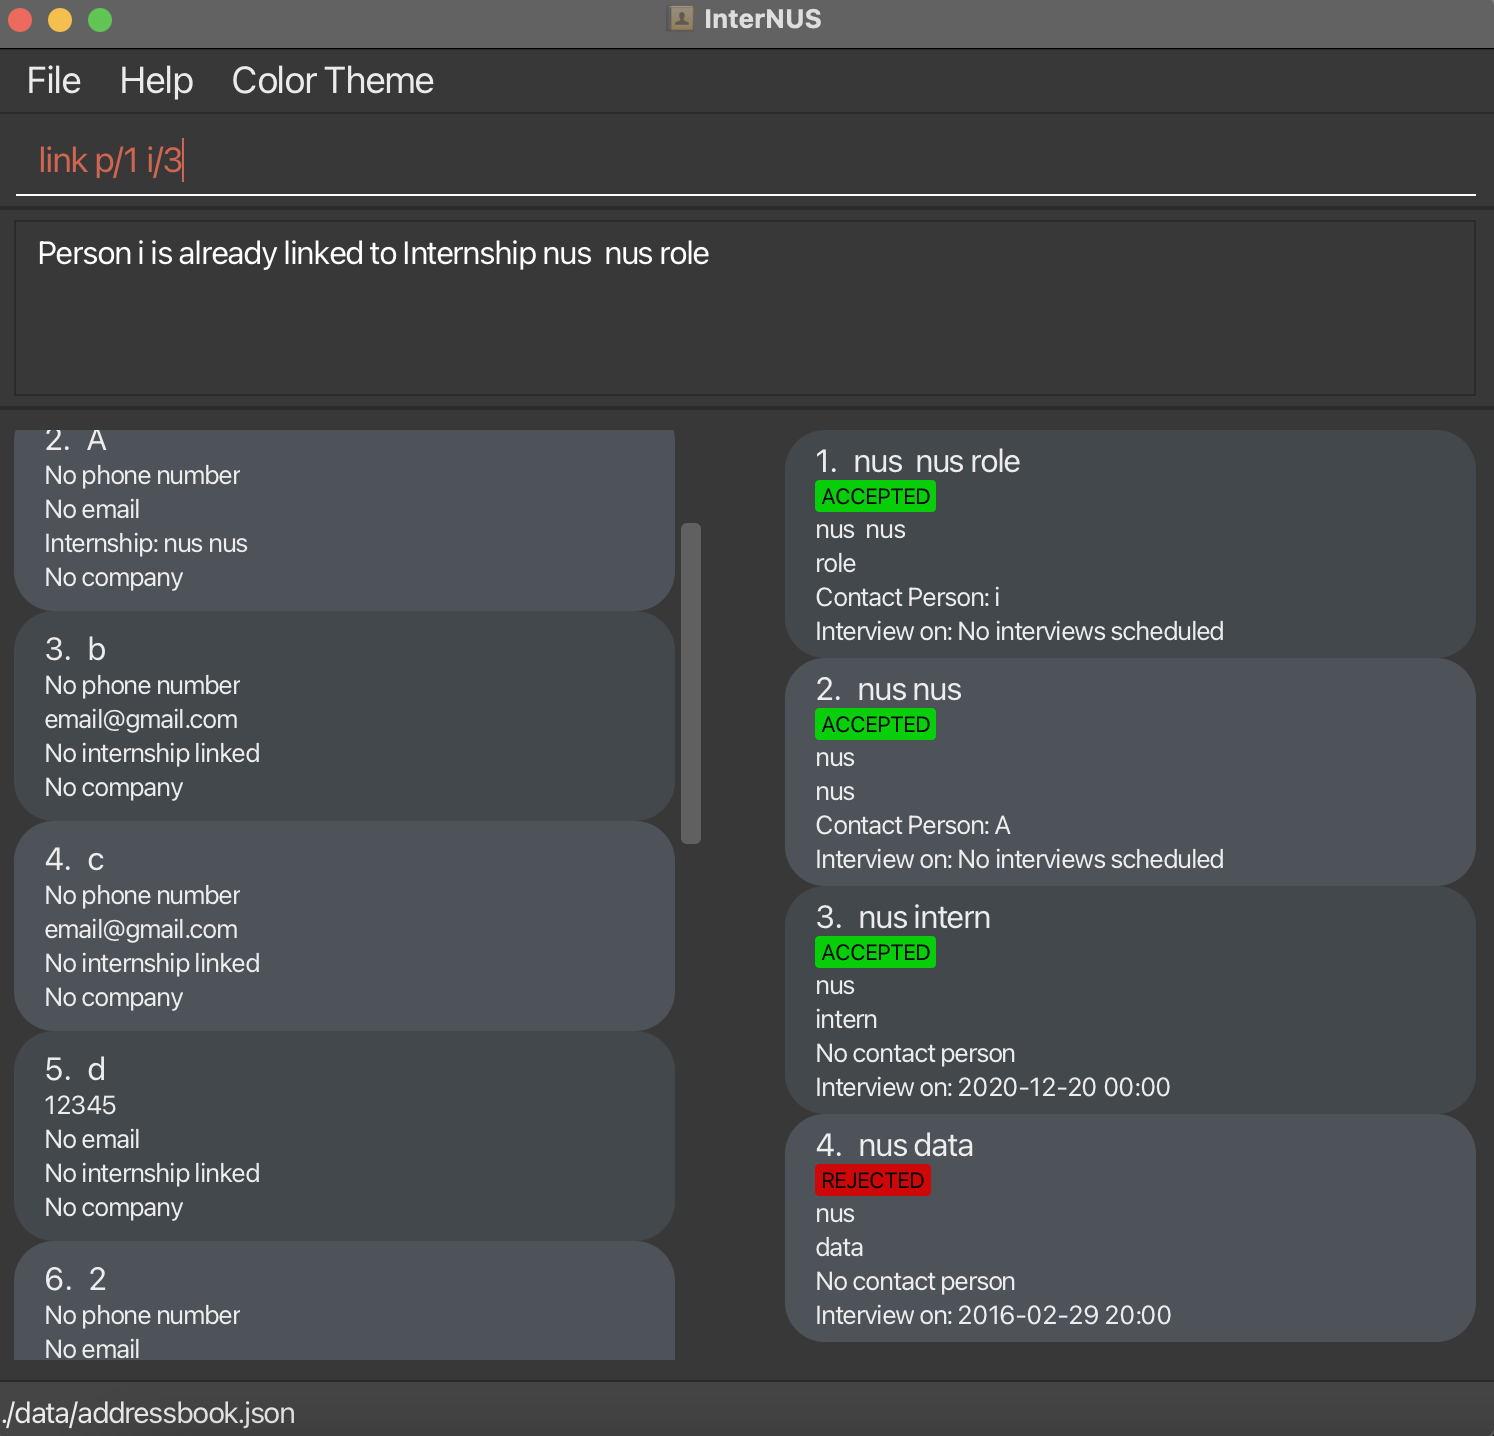 InterNUS
File Help Color Theme
link p/1 i/3
Person i is already linked to Internship nus  nus role
2. A
No phone number
No email
Internship: nus nus
No company
3. b
No phone number
email@gmail.com
No internship linked
No company
4. c
No phone number
email@gmail.com
No internship linked
No company
5. d
12345
No email
No internship linked
No company
6. 2
No phone number
No email
1. nus  nus role
ACCEPTED
nus  nus
role
Contact Person: i
Interview on: No interviews scheduled
2. nus nus
ACCEPTED
nus
nus
Contact Person: A
Interview on: No interviews scheduled
3. nus intern
ACCEPTED
nus
intern
No contact person
Interview on: 2020-12-20 00:00
4. nus data
REJECTED
nus
data
No contact person
Interview on: 2016-02-29 20:00
./data/addressbook.json